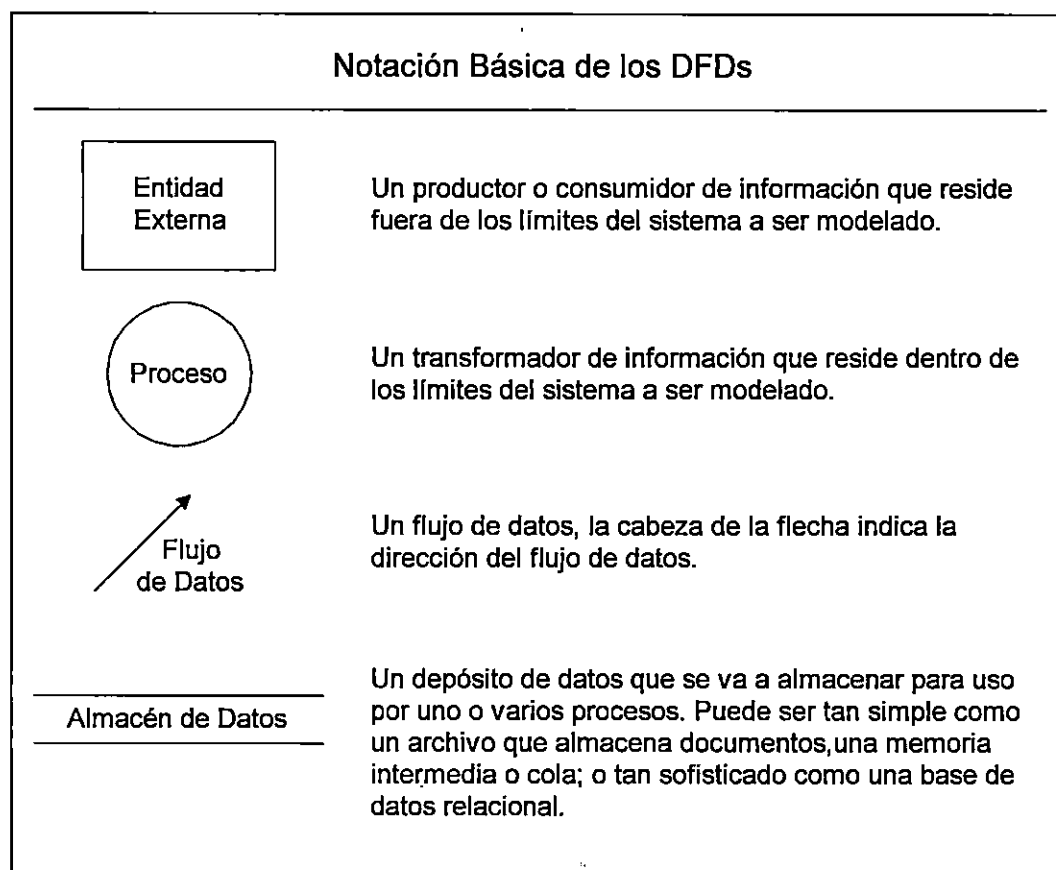 Notación Básica de los DFDs
Entidad
Externa
Un productor o consumidor de información que reside
fuera de los límites del sistema a ser modelado.
Proceso
Un transformador de información que reside dentro de
los límites del sistema a ser modelado.
Flujo
de Datos
Un flujo de datos, la cabeza de la flecha indica la
dirección del flujo de datos.
Almacén de Datos
Un depósito de datos que se va a almacenar para uso
por uno o varios procesos. Puede ser tan simple como
un archivo que almacena documentos,una memoria
intermedia o cola; o tan sofisticado como una base de
datos relacional.